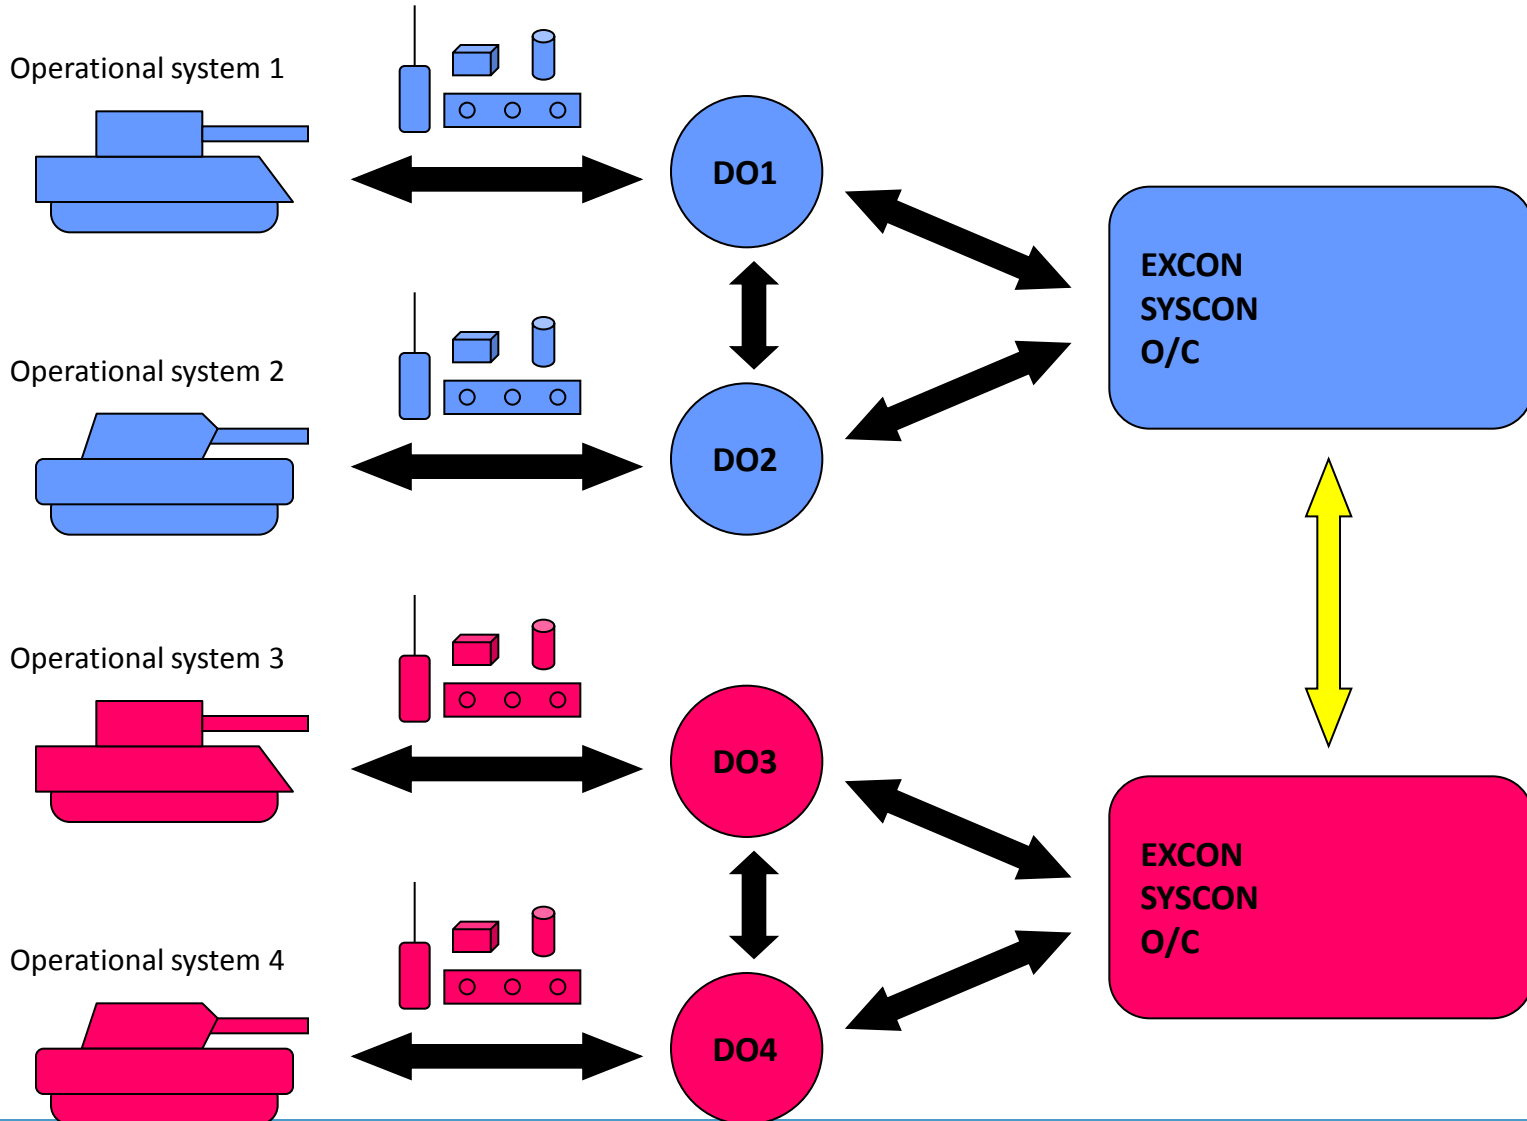 Operational system 1
DO1
EXCON
SYSCON
O/C
Operational system 2
DO2
Operational system 3
DO3
EXCON
SYSCON
O/C
Operational system 4
DO4